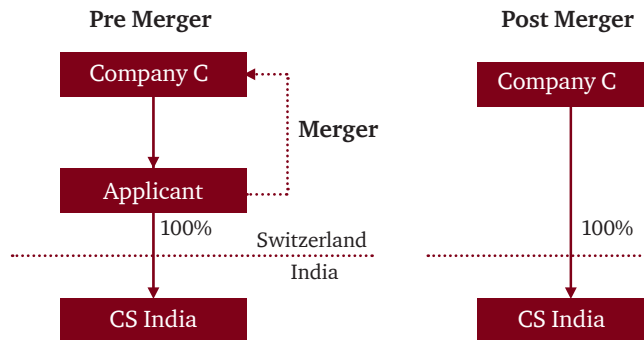 Pre Merger
Company C
Merger
Applicant
100%
Switzerland
India
CS India
Post Merger
Company C
100%
CS India